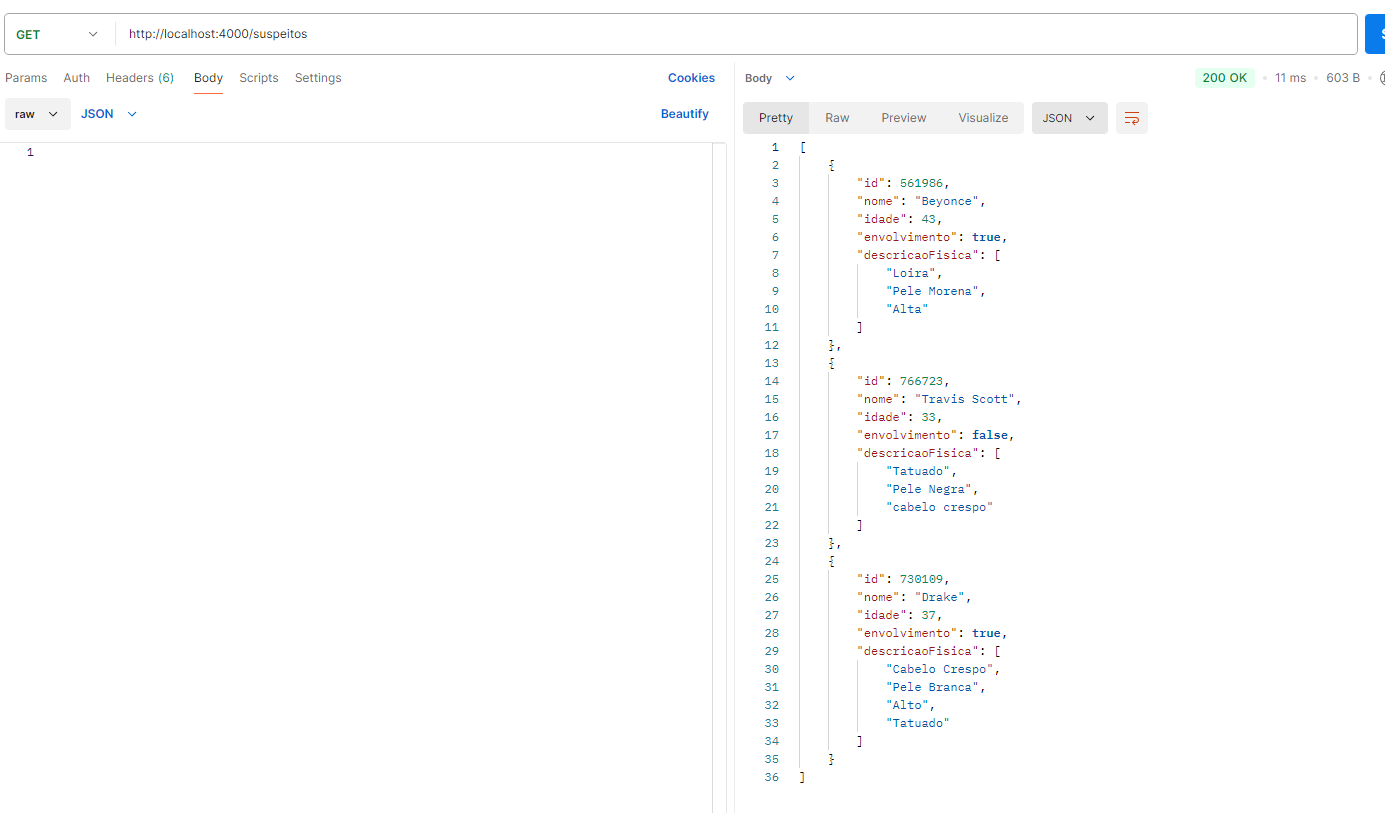 GET http://localhost:4000/suspeitos
Params Auth Headers (6) Body Scripts Settings Cookies
raw JSON Beautify
1
Body 200 OK 11 ms 603 B
Pretty Raw Preview Visualize JSON
1 [
2 {
3 "id": 561986,
4 "nome": "Beyonce",
5 "idade": 43,
6 "envolvimento": true,
7 "descricaoFisica": [
8 "Loira",
9 "Pele Morena",
10 "Alta"
11 ]
12 },
13 {
14 "id": 766723,
15 "nome": "Travis Scott",
16 "idade": 33,
17 "envolvimento": false,
18 "descricaoFisica": [
19 "Tatuado",
20 "Pele Negra",
21 "cabelo crespo"
22 ]
23 },
24 {
25 "id": 730109,
26 "nome": "Drake",
27 "idade": 37,
28 "envolvimento": true,
29 "descricaoFisica": [
30 "Cabelo Crespo",
31 "Pele Branca",
32 "Alto",
33 "Tatuado"
34 ]
35 }
36 ]